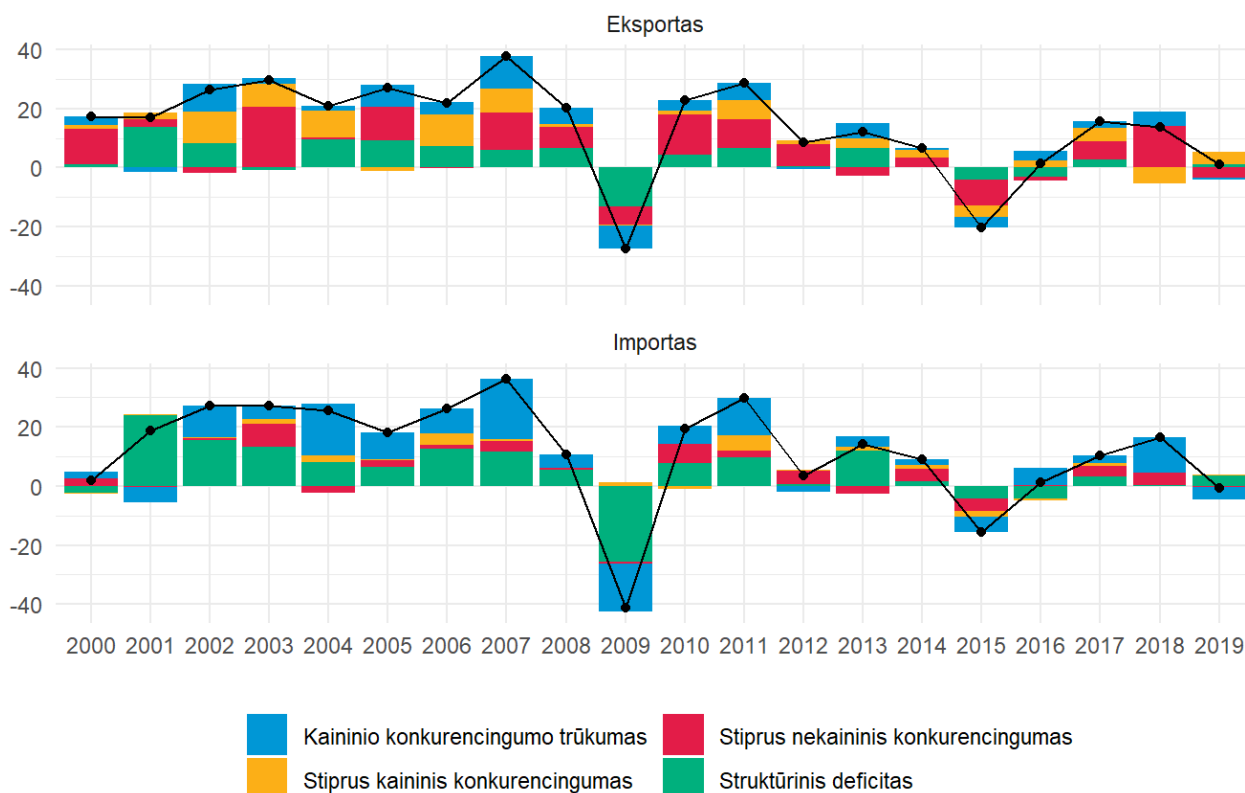 Eksportas
40
20
0
-20
-40
Importas
40
20
0
-20
-40
2000 2001 2002 2003 2004 2005 2006 2007 2008 2009 2010 2011 2012 2013 2014 2015 2016 2017 2018 2019
Kaininio konkurencingumo trūkumas Stiprus nekaininis konkurencingumas
Stiprus kaininis konkurencingumas Struktūrinis deficitas